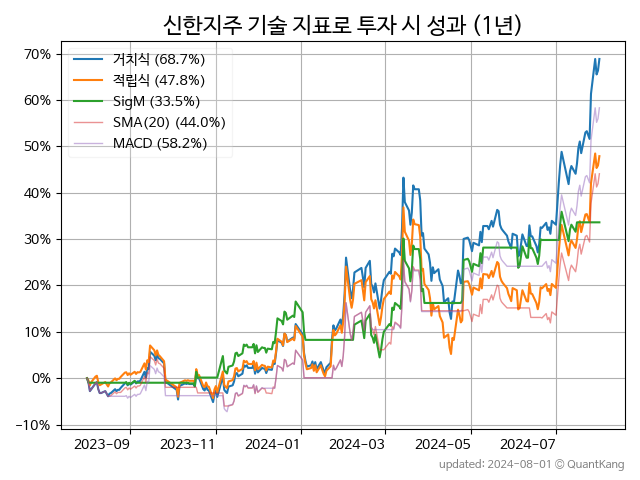 신한지주 기술 지표로 투자 시 성과 (1년)
거치식 (68.7%)
적립식 (47.8%)
SigM (33.5%)
SMA(20) (44.0%)
MACD (58.2%)
70%
60%
50%
40%
30%
20%
10%
0%
−10%
2023-09 2023-11 2024-01 2024-03 2024-05 2024-07
updated: 2024-08-01 © QuantKang